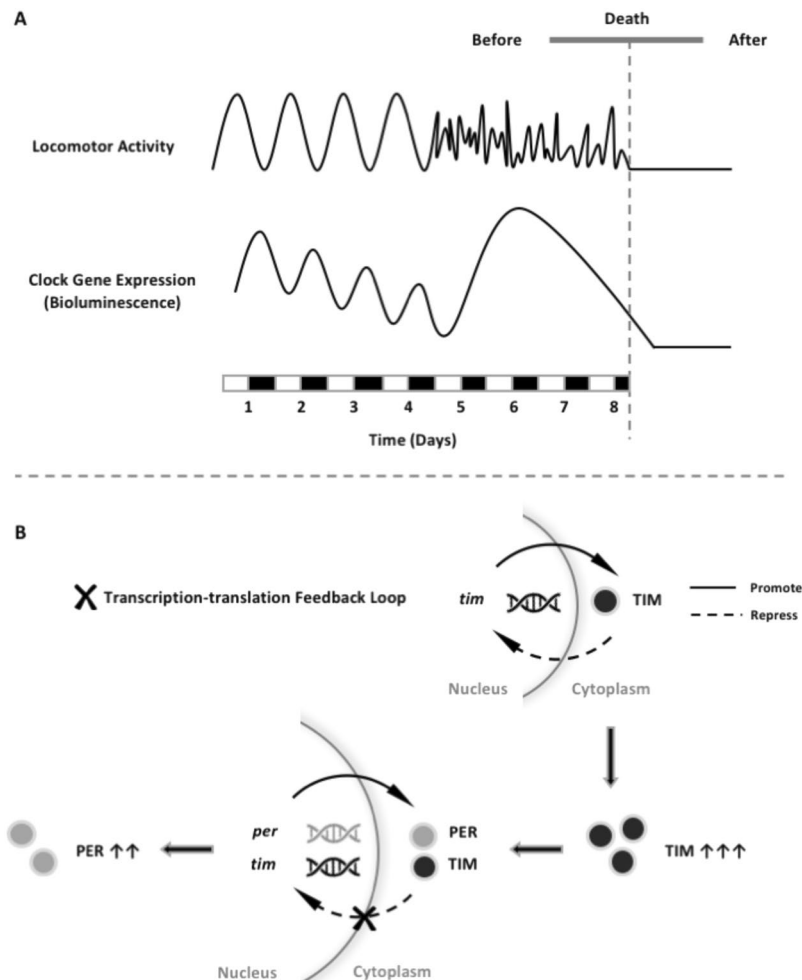 A
Death
Before
After
Locomotor Activity
Clock Gene Expression
(Bioluminescence)
1 2 3 4 5 6 7 8
Time (Days)
B
X Transcription-translation Feedback Loop
tim
TIM
Promote
Repress
Nucleus Cytoplasm
PER ↑↑
per
tim
PER
TIM
TIM ↑↑↑
Nucleus Cytoplasm